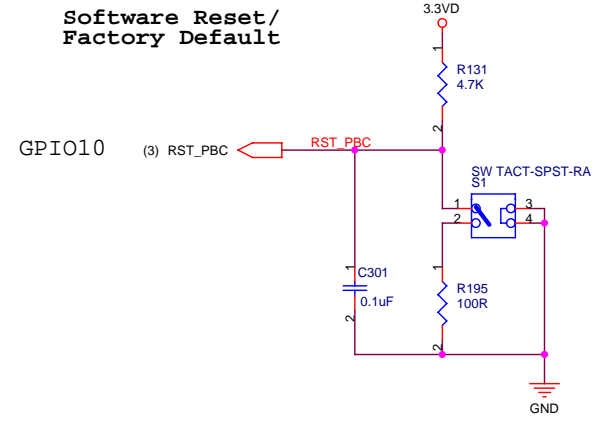 Software Reset/
Factory Default
3.3VD
1
R131
4.7K
2
GPIO10 (3) RST_PBC RST_PBC
SW TACT-SPST-RA
S1
1 3
2 4
1
C301
0.1uF
2
1
R195
100R
2
GND